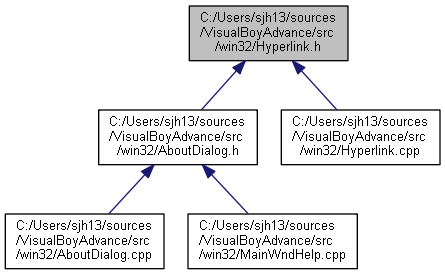 C:/Users/sjh13/sources
/VisualBoyAdvance/src
/win32/Hyperlink.h
C:/Users/sjh13/sources
/VisualBoyAdvance/src
/win32/AboutDialog.h
C:/Users/sjh13/sources
/VisualBoyAdvance/src
/win32/Hyperlink.cpp
C:/Users/sjh13/sources
/VisualBoyAdvance/src
/win32/AboutDialog.cpp
C:/Users/sjh13/sources
/VisualBoyAdvance/src
/win32/MainWndHelp.cpp